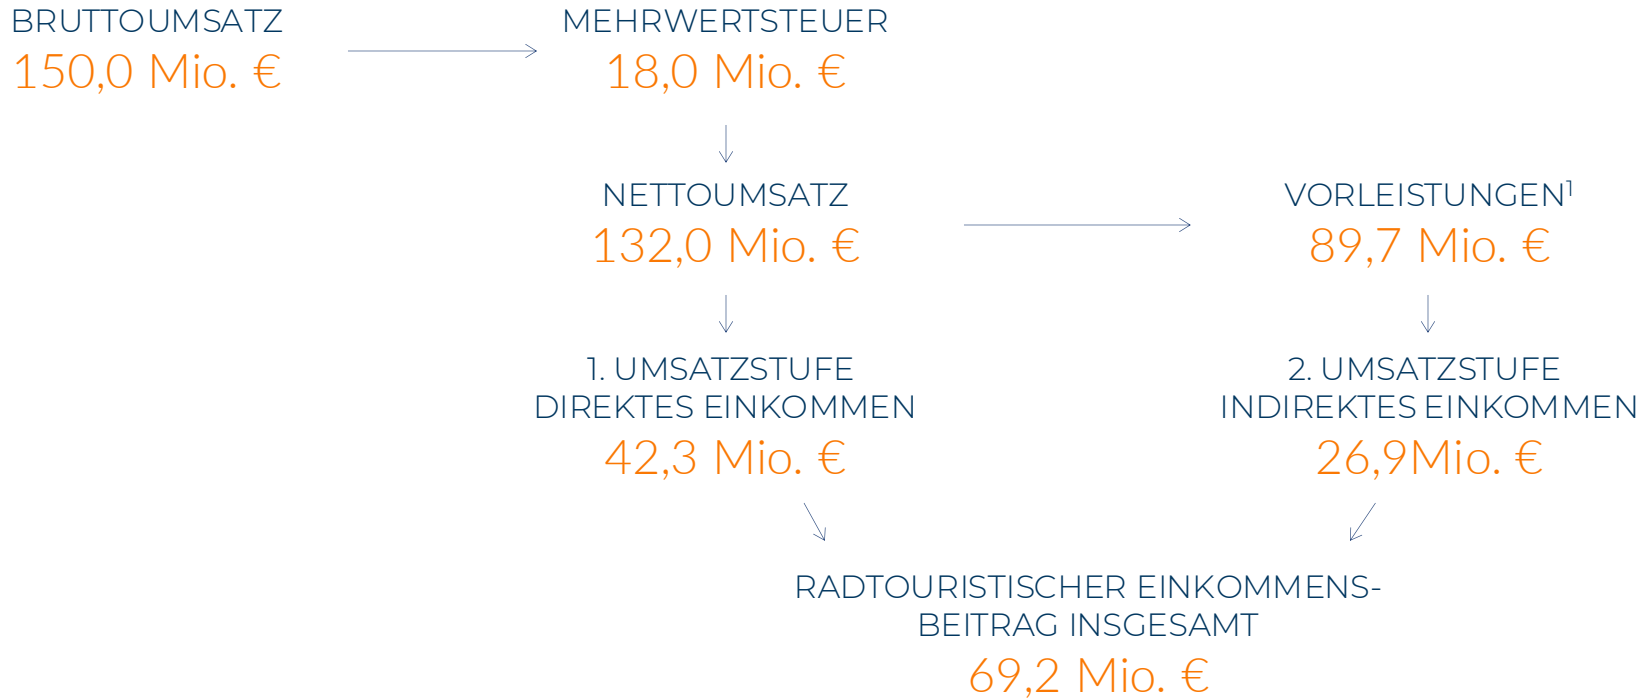 BRUTTOUMSATZ
150,0 Mio. €
MEHRWERTSTEUER
18,0 Mio. €
NETTOUMSATZ
132,0 Mio. €
VORLEISTUNGEN¹
89,7 Mio. €
1. UMSATZSTUFE
DIREKTES EINKOMMEN
42,3 Mio. €
2. UMSATZSTUFE
INDIREKTES EINKOMMEN
26,9Mio. €
RADTOURISTISCHER EINKOMMENS-
BEITRAG INSGESAMT
69,2 Mio. €